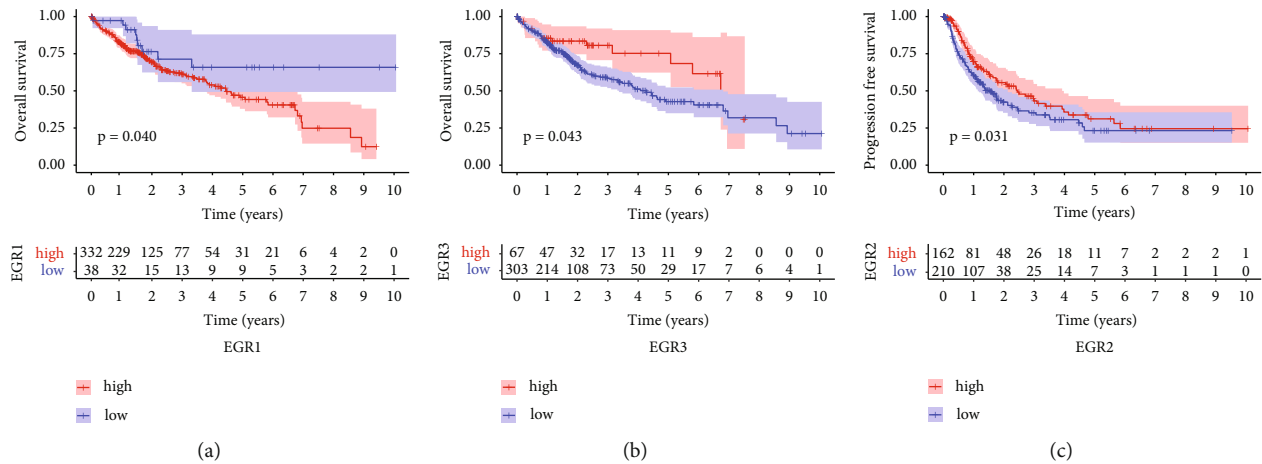 Overall survival
1.00
0.75
0.50
0.25
0.00
p = 0.040
0 1 2 3 4 5 6 7 8 9 10
Time (years)
EGR1
high 332 229 125 77 54 31 21 6 4 2 0
low 38 32 15 13 9 9 5 3 2 2 1
0 1 2 3 4 5 6 7 8 9 10
Time (years)
EGR1
high
low
(a)
Overall survival
1.00
0.75
0.50
0.25
0.00
p = 0.043
0 1 2 3 4 5 6 7 8 9 10
Time (years)
EGR3
high 67 47 32 17 13 11 9 2 0 0 0
low 303 214 108 73 50 29 17 7 6 4 1
0 1 2 3 4 5 6 7 8 9 10
Time (years)
EGR3
high
low
(b)
Progression free survival
1.00
0.75
0.50
0.25
0.00
p = 0.031
0 1 2 3 4 5 6 7 8 9 10
Time (years)
EGR2
high 162 81 48 26 18 11 7 2 2 2 1
low 210 107 38 25 14 7 3 1 1 1 0
0 1 2 3 4 5 6 7 8 9 10
Time (years)
EGR2
high
low
(c)